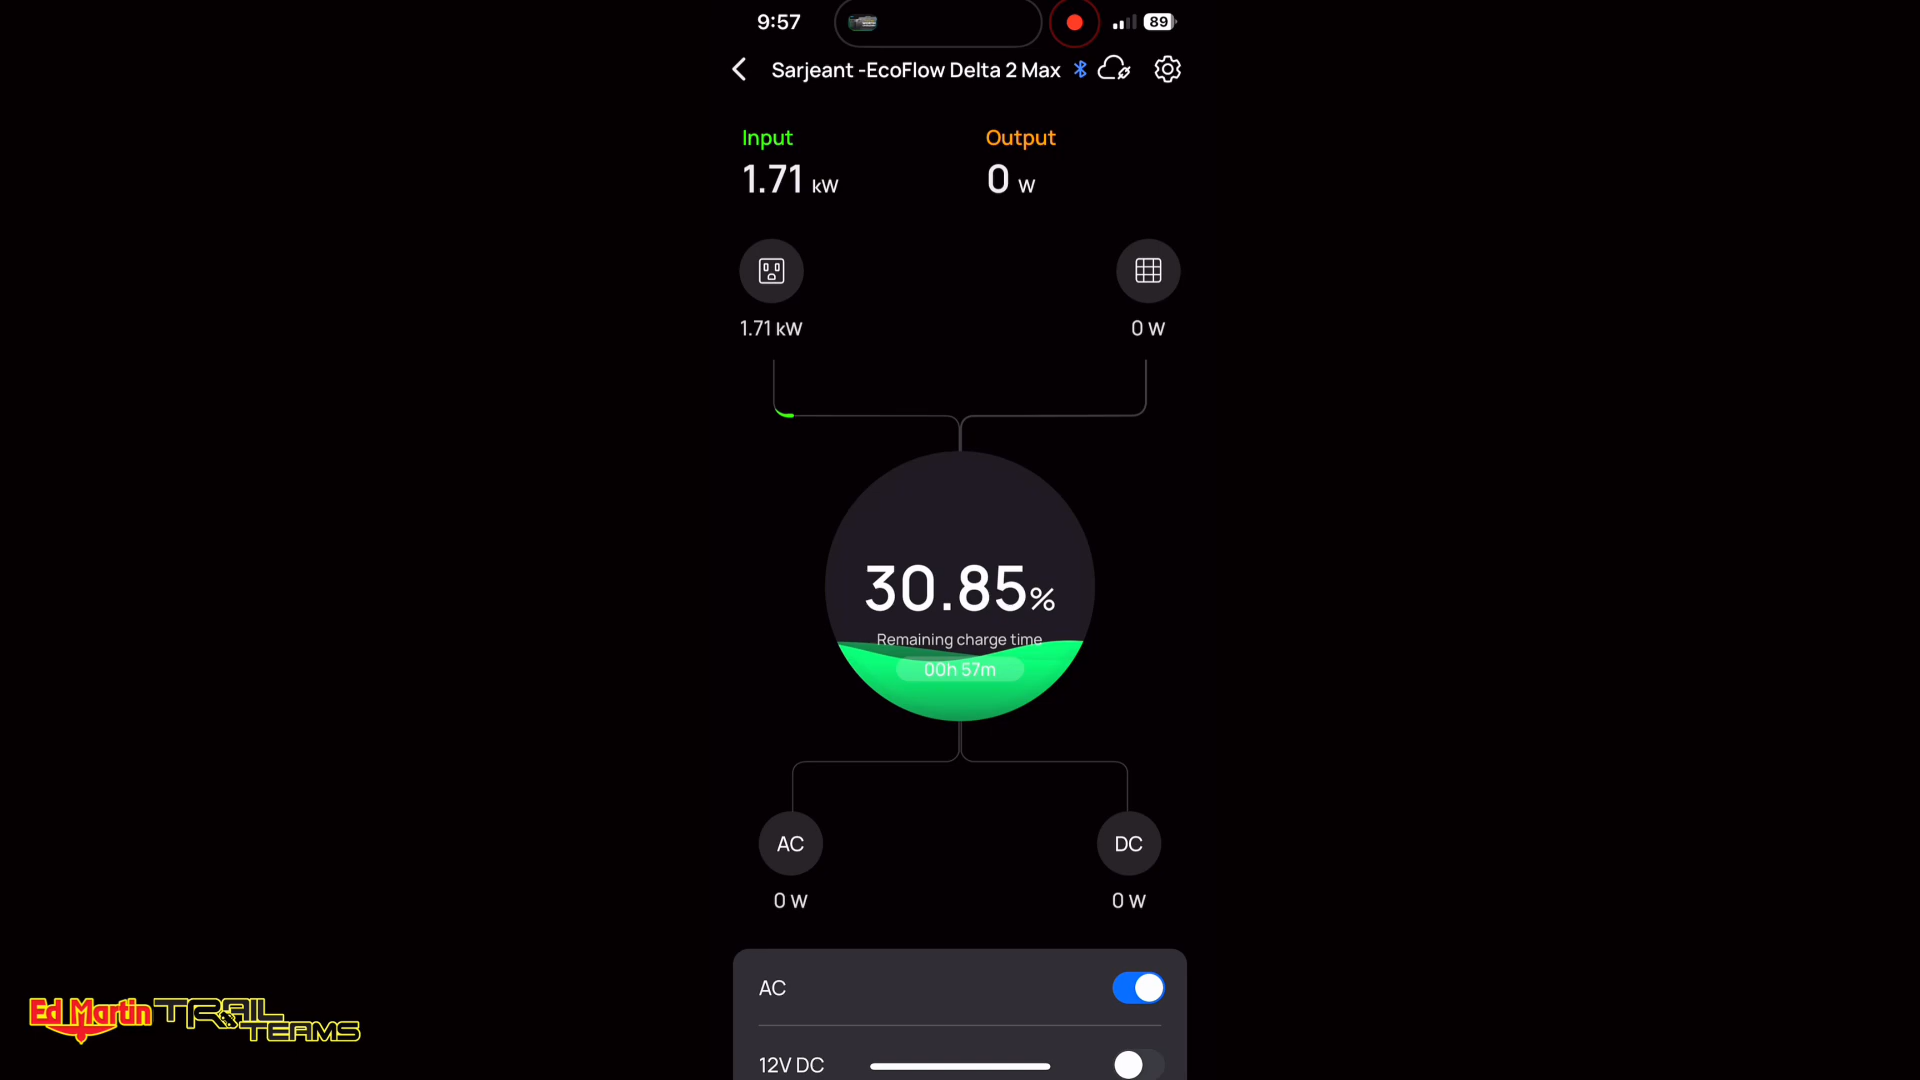 9:57
89
Sarjeant -EcoFlow Delta 2 Max
Input
Output
1.71 kW
0 W
1.71 kW
0 W
30.85%
Remaining charge time
00h 57m
AC
DC
0 W
0 W
AC
12V DC
Ed Martin TRAIL
TEAMS